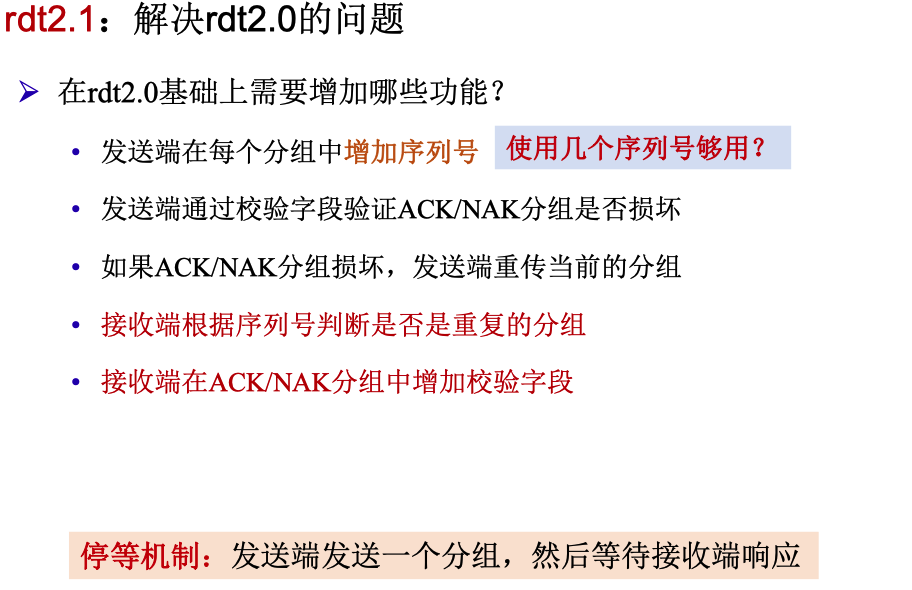 rdt2.1：解决rdt2.0的问题
➢ 在rdt2.0基础上需要增加哪些功能？
• 发送端在每个分组中增加序列号 使用几个序列号够用？
• 发送端通过校验字段验证ACK/NAK分组是否损坏
• 如果ACK/NAK分组损坏，发送端重传当前的分组
• 接收端根据序列号判断是否是重复的分组
• 接收端在ACK/NAK分组中增加校验字段
停等机制：发送端发送一个分组，然后等待接收端响应